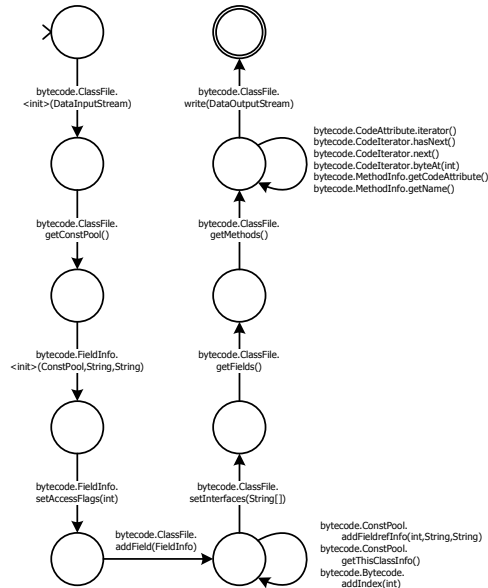 bytecode.ClassFile.
<init>(DataInputStream)
bytecode.ClassFile.
getConstPool()
bytecode.FieldInfo.
<init>(ConstPool,String,String)
bytecode.FieldInfo.
setAccessFlags(int)
bytecode.ClassFile.
addField(FieldInfo)
bytecode.ConstPool.
addFieldrefInfo(int,String,String)
bytecode.ConstPool.
getThisClassInfo()
bytecode.Bytecode.
addIndex(int)
bytecode.ClassFile.
setInterfaces(String[])
bytecode.ClassFile.
getFields()
bytecode.ClassFile.
getMethods()
bytecode.CodeAttribute.iterator()
bytecode.CodeIterator.hasNext()
bytecode.CodeIterator.next()
bytecode.CodeIterator.byteAt(int)
bytecode.MethodInfo.getCodeAttribute()
bytecode.MethodInfo.getName()
bytecode.ClassFile.
write(DataOutputStream)